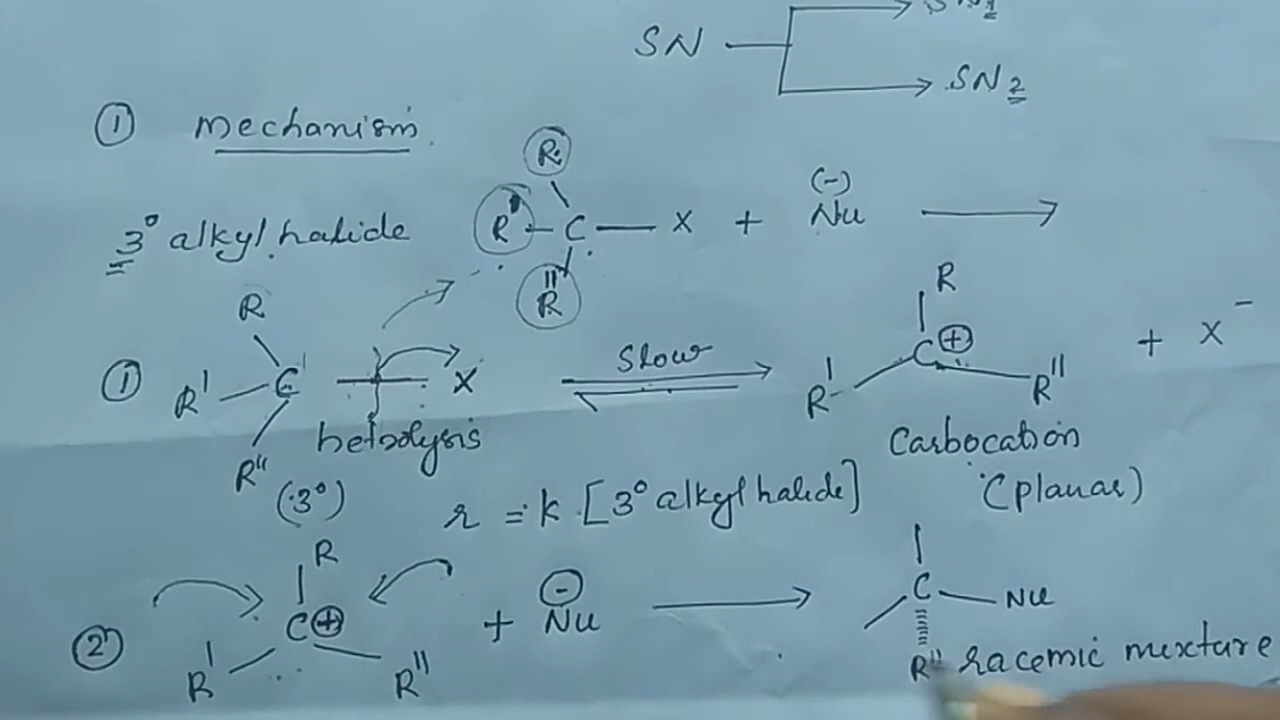 SN1
SN
SN2
① Mechanism
R
(-)
3° alkyl halide R' - C - X + Nu
R"
R R
① R' C X Slow R' C ⊕ R" + X-
R" hetrolysis Carbocation
(3°) r = k [3° alkyl halide] (planar)
R
② C ⊕ + Nu C - Nu
R' R" R" racemic mixture